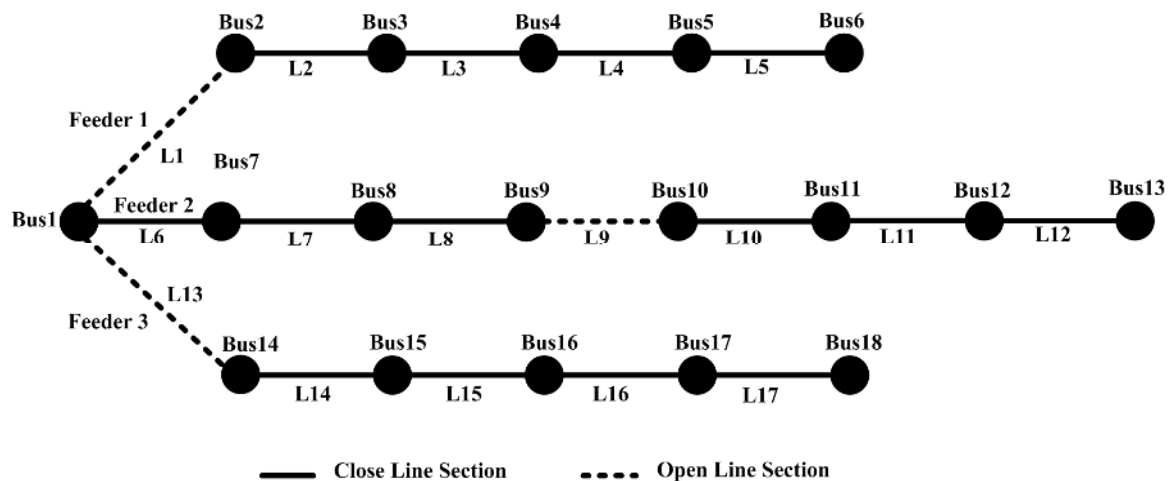 Bus2 Bus3 Bus4 Bus5 Bus6
L2 L3 L4 L5
Feeder 1
L1
Bus7
Bus8 Bus9 Bus10 Bus11 Bus12 Bus13
Bus1
Feeder 2
L6 L7 L8 L9 L10 L11 L12
L13
Feeder 3
Bus14 Bus15 Bus16 Bus17 Bus18
L14 L15 L16 L17
Close Line Section Open Line Section